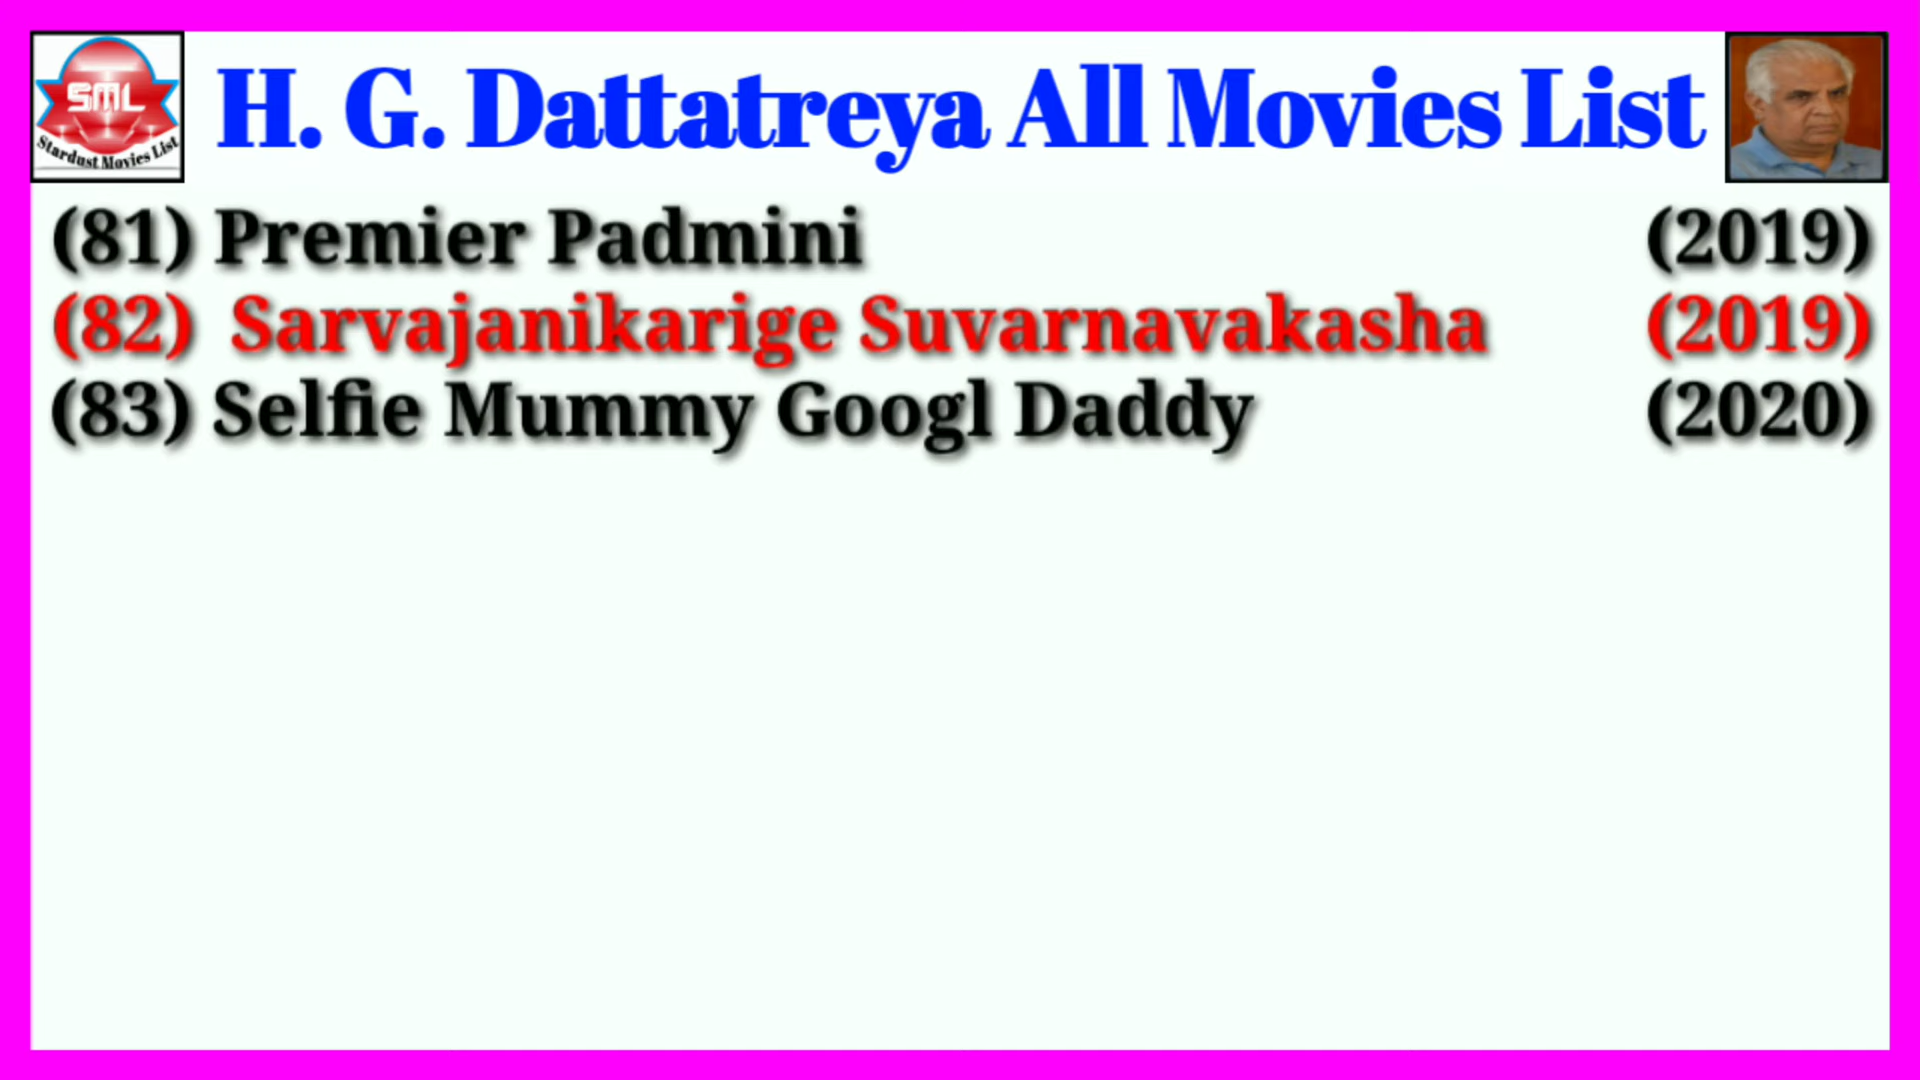 SML
Stardust Movies List
H. G. Dattatreya All Movies List
(81) Premier Padmini (2019)
(82) Sarvajanikarige Suvarnavakasha (2019)
(83) Selfie Mummy Googl Daddy (2020)